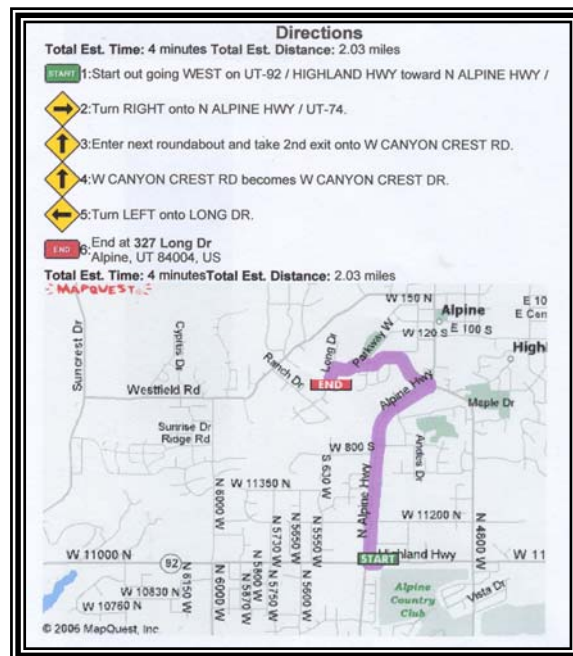 Directions
Total Est. Time: 4 minutes Total Est. Distance: 2.03 miles
START 1:Start out going WEST on UT-92 / HIGHLAND HWY toward N ALPINE HWY /
2:Turn RIGHT onto N ALPINE HWY / UT-74.
3:Enter next roundabout and take 2nd exit onto W CANYON CREST RD.
4:W CANYON CREST RD becomes W CANYON CREST DR.
5:Turn LEFT onto LONG DR.
END 6:End at 327 Long Dr
Alpine, UT 84004, US
Total Est. Time: 4 minutesTotal Est. Distance: 2.03 miles
MAPQUEST
W 150 N
Alpine
E 10
E Cen
W 120 S
E 100 S
High
Suncrest Dr
Cyprus Dr
Ranch Dr
Long Dr
Parkway W
END
Westfield Rd
Alpine Hwy
Maple Dr
Sunrise Dr
Ridge Rd
Andes Dr
W 800 S
S 630 W
W 11350 N
N 6000 W
N Alpine Hwy
N 5730 W
N 5650 W
N 5550 W
W 11200 N
N 4800 W
W 11000 N
92
START
Highland Hwy
W 11
N 6150 W
N 6000 W
N 5870 W
N 5800 W
N 5750 W
N 5600 W
W 10830 N
W 10760 N
Alpine
Country
Club
Vista Dr
© 2006 MapQuest, Inc.